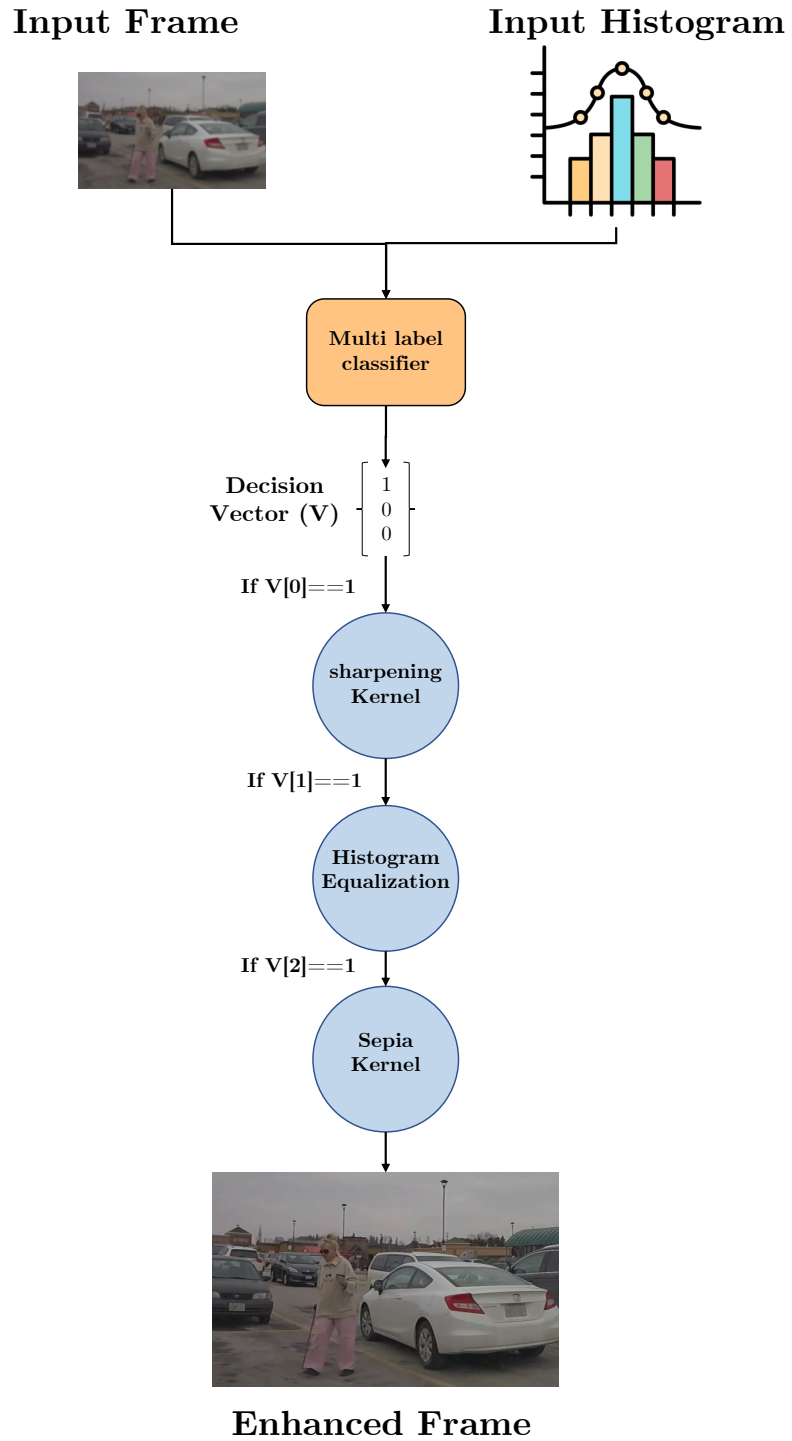 Input Frame
Input Histogram
Multi label
classifier
Decision
Vector (V)
1
0
0
If V[0]==1
sharpening
Kernel
If V[1]==1
Histogram
Equalization
If V[2]==1
Sepia
Kernel
Enhanced Frame